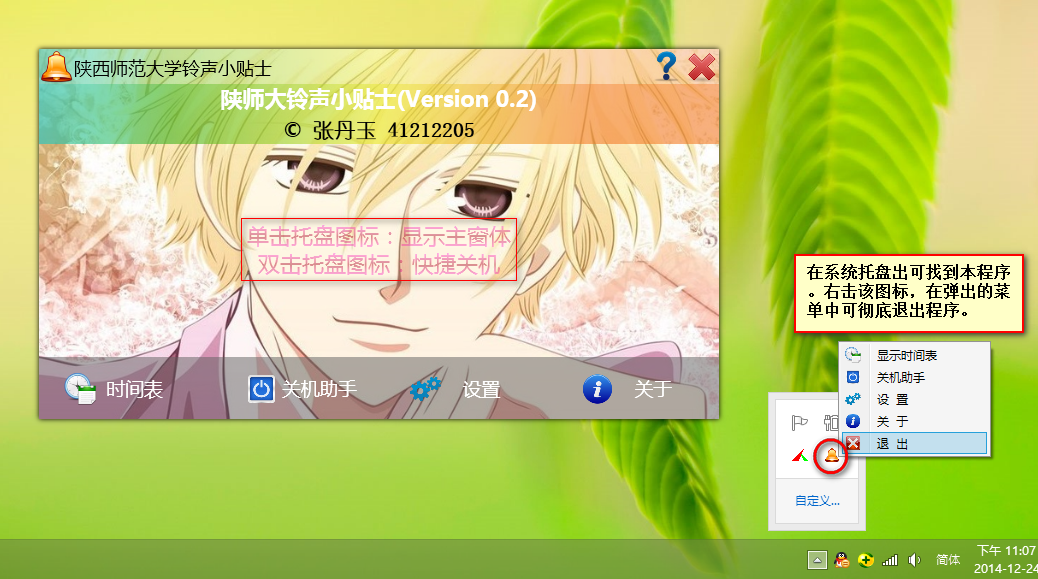 陕西师范大学铃声小贴士
陕师大铃声小贴士(Version 0.2)
© 张丹玉 41212205
单击托盘图标：显示主窗体
双击托盘图标：快捷关机
时间表
关机助手
设置
关于
在系统托盘出可找到本程序
。右击该图标，在弹出的菜
单中可彻底退出程序。
显示时间表
关机助手
设 置
关 于
退 出
自定义...
简体
下午 11:07
2014-12-24